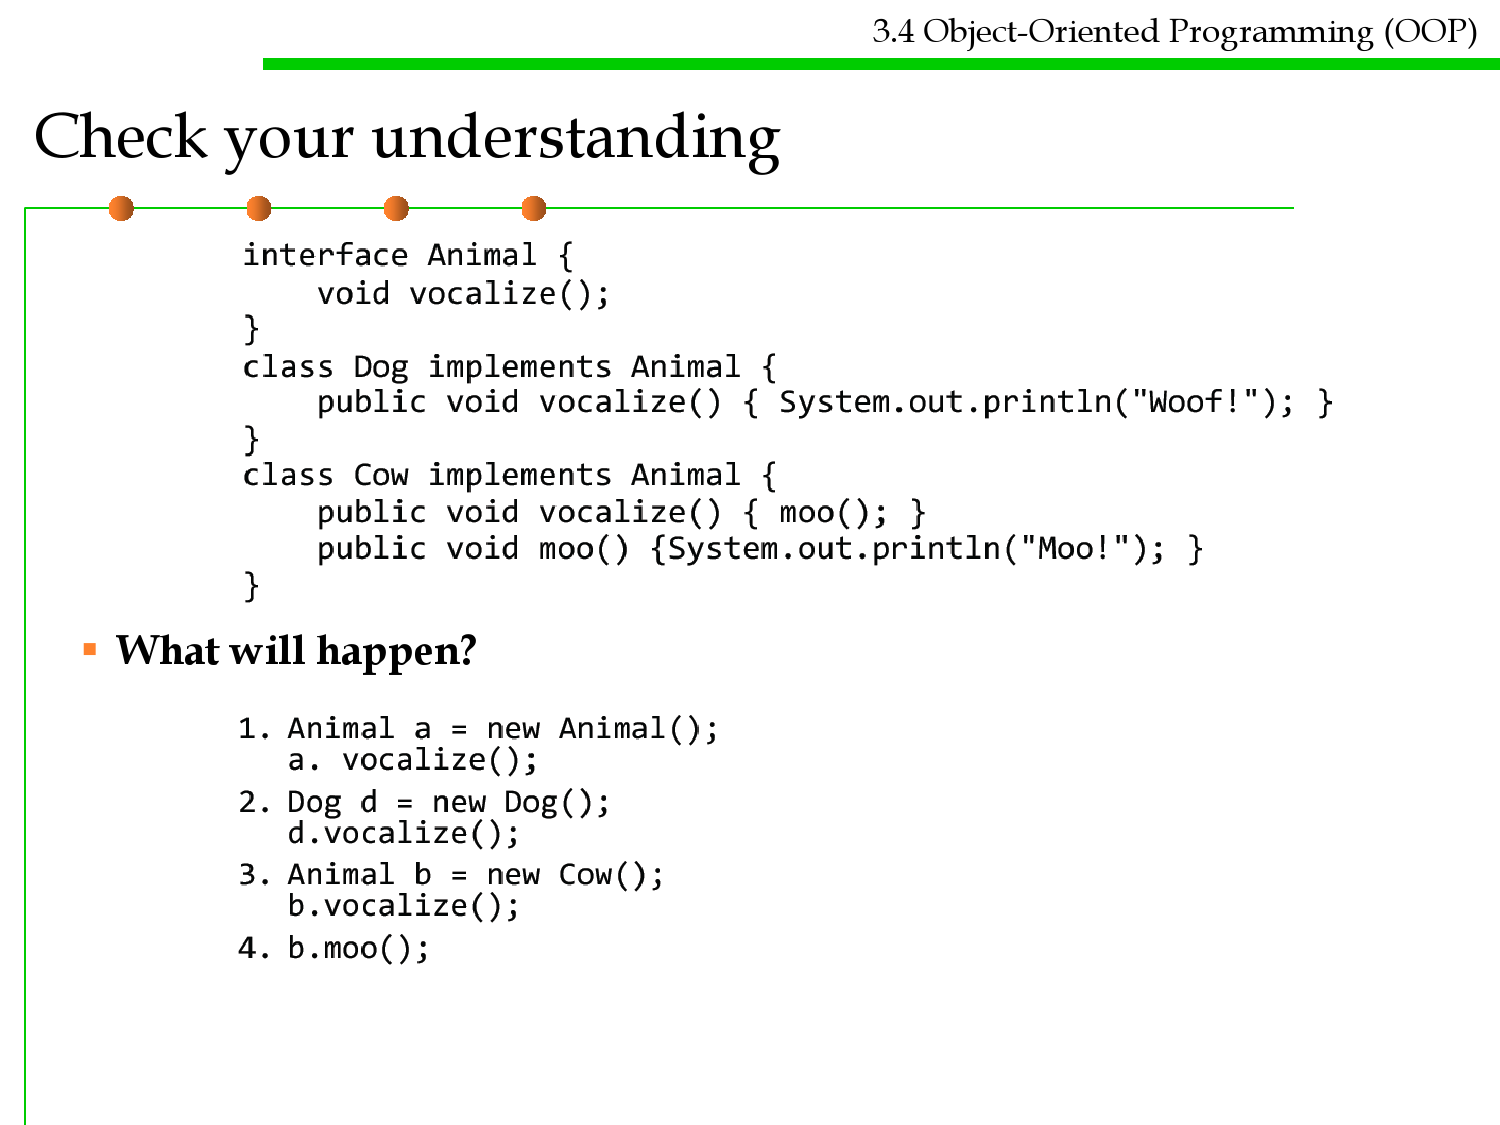 3.4 Object-Oriented Programming (OOP)
Check your understanding
interface Animal {
    void vocalize();
}
class Dog implements Animal {
    public void vocalize() { System.out.println("Woof!"); }
}
class Cow implements Animal {
    public void vocalize() { moo(); }
    public void moo() {System.out.println("Moo!"); }
}
▪ What will happen?
1. Animal a = new Animal();
a. vocalize();
2. Dog d = new Dog();
d.vocalize();
3. Animal b = new Cow();
b.vocalize();
4. b.moo();